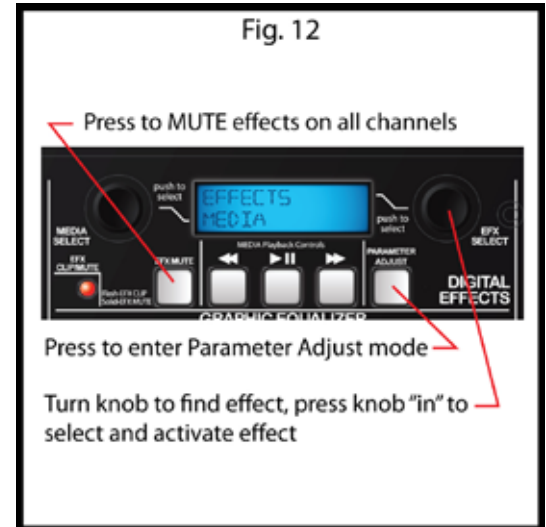 Fig. 12
Press to MUTE effects on all channels
push to
select
EFFECTS
MEDIA
push to
select
MEDIA
SELECT
EFX
SELECT
EFX
CLIP/MUTE
EFX MUTE
MEDIA Playback Controls
PARAMETER
ADJUST
Flash-EFX CLIP
Solid-EFX MUTE
DIGITAL
EFFECTS
GRAPHIC EQUALIZER
Press to enter Parameter Adjust mode
Turn knob to find effect, press knob "in" to
select and activate effect